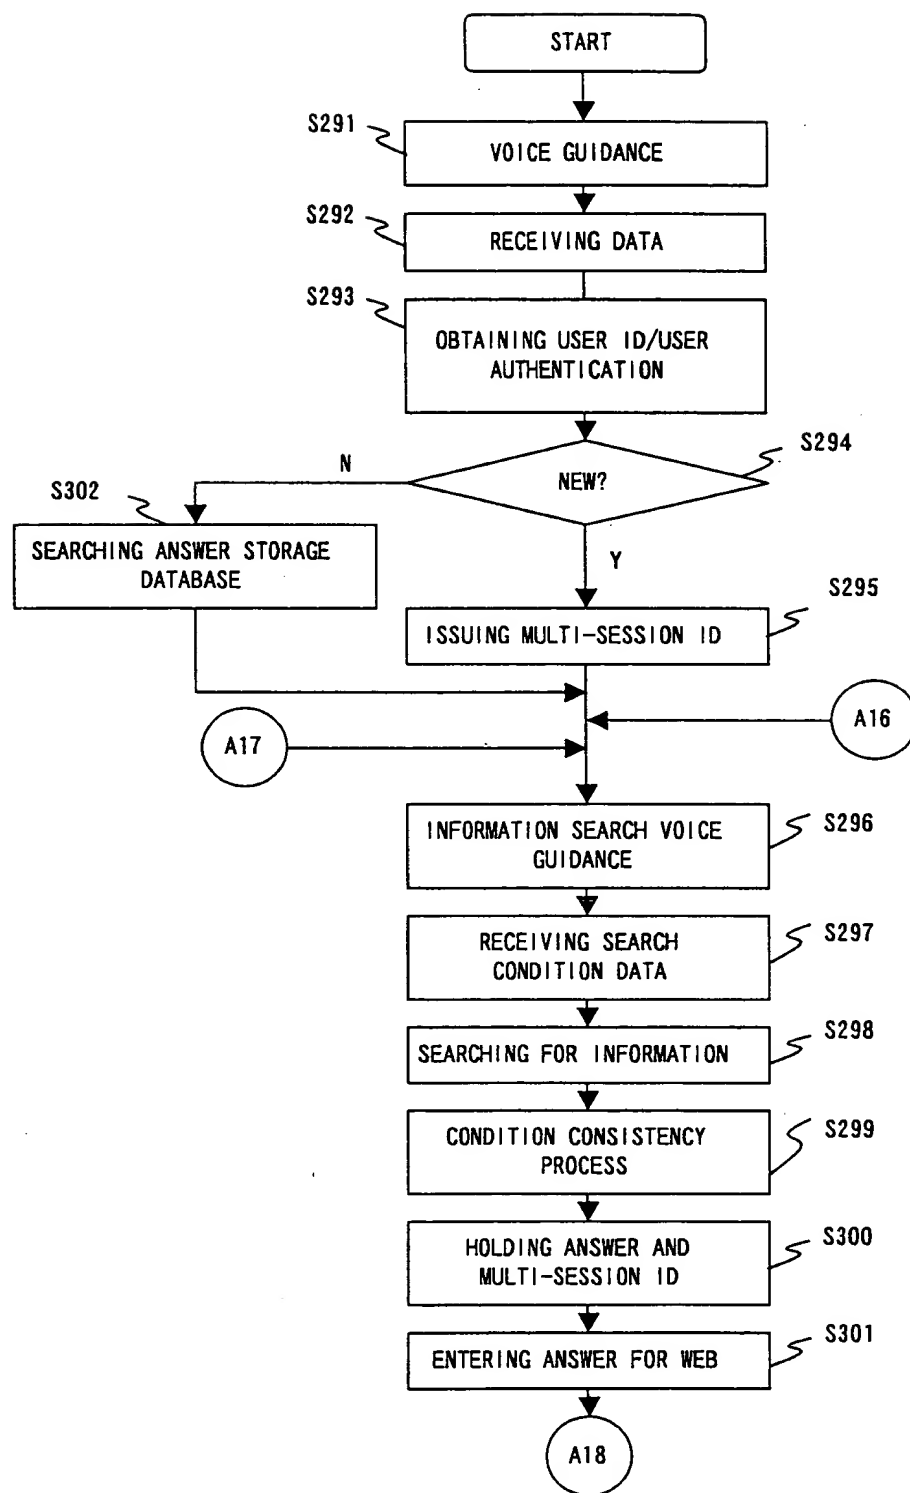 START
S291
VOICE GUIDANCE
S292
RECEIVING DATA
S293
OBTAINING USER ID/USER
AUTHENTICATION
S294
NEW?
N
Y
S302
SEARCHING ANSWER STORAGE
DATABASE
S295
ISSUING MULTI-SESSION ID
A16
A17
S296
INFORMATION SEARCH VOICE
GUIDANCE
S297
RECEIVING SEARCH
CONDITION DATA
S298
SEARCHING FOR INFORMATION
S299
CONDITION CONSISTENCY
PROCESS
S300
HOLDING ANSWER AND
MULTI-SESSION ID
S301
ENTERING ANSWER FOR WEB
A18